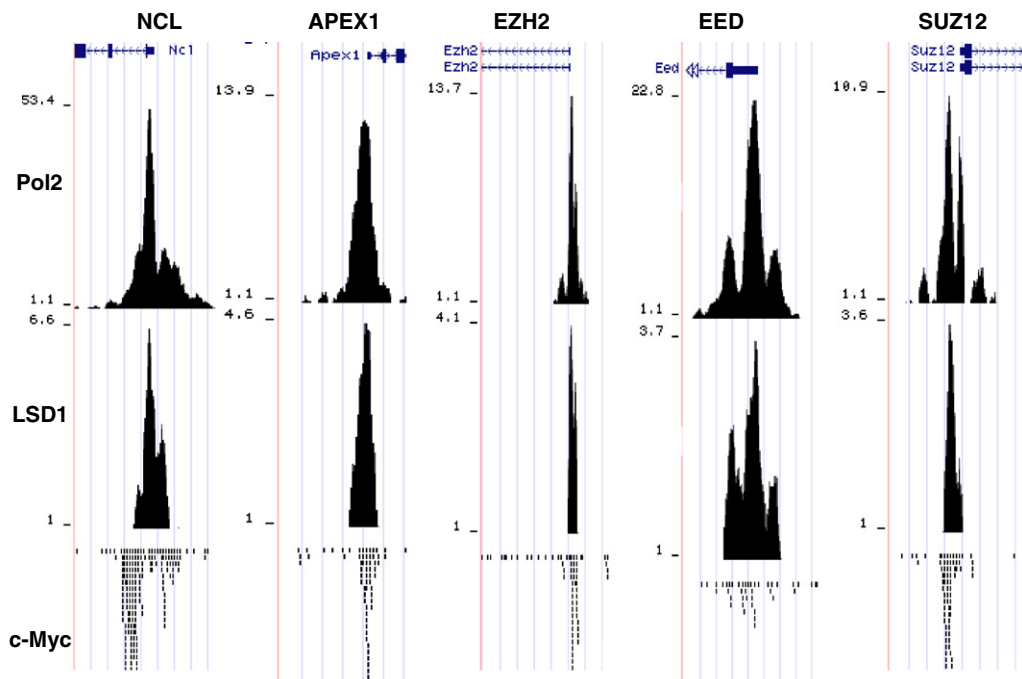 NCL APEX1 EZH2 EED SUZ12
Ncl Apex1 Ezh2 Suz12
Ezh2 Eed Suz12
53.4 13.9 13.7 22.8 10.9
Pol2
1.1 1.1 1.1 1.1 1.1
6.6 4.6 4.1 3.7 3.6
LSD1
1 1 1 1 1
c-Myc